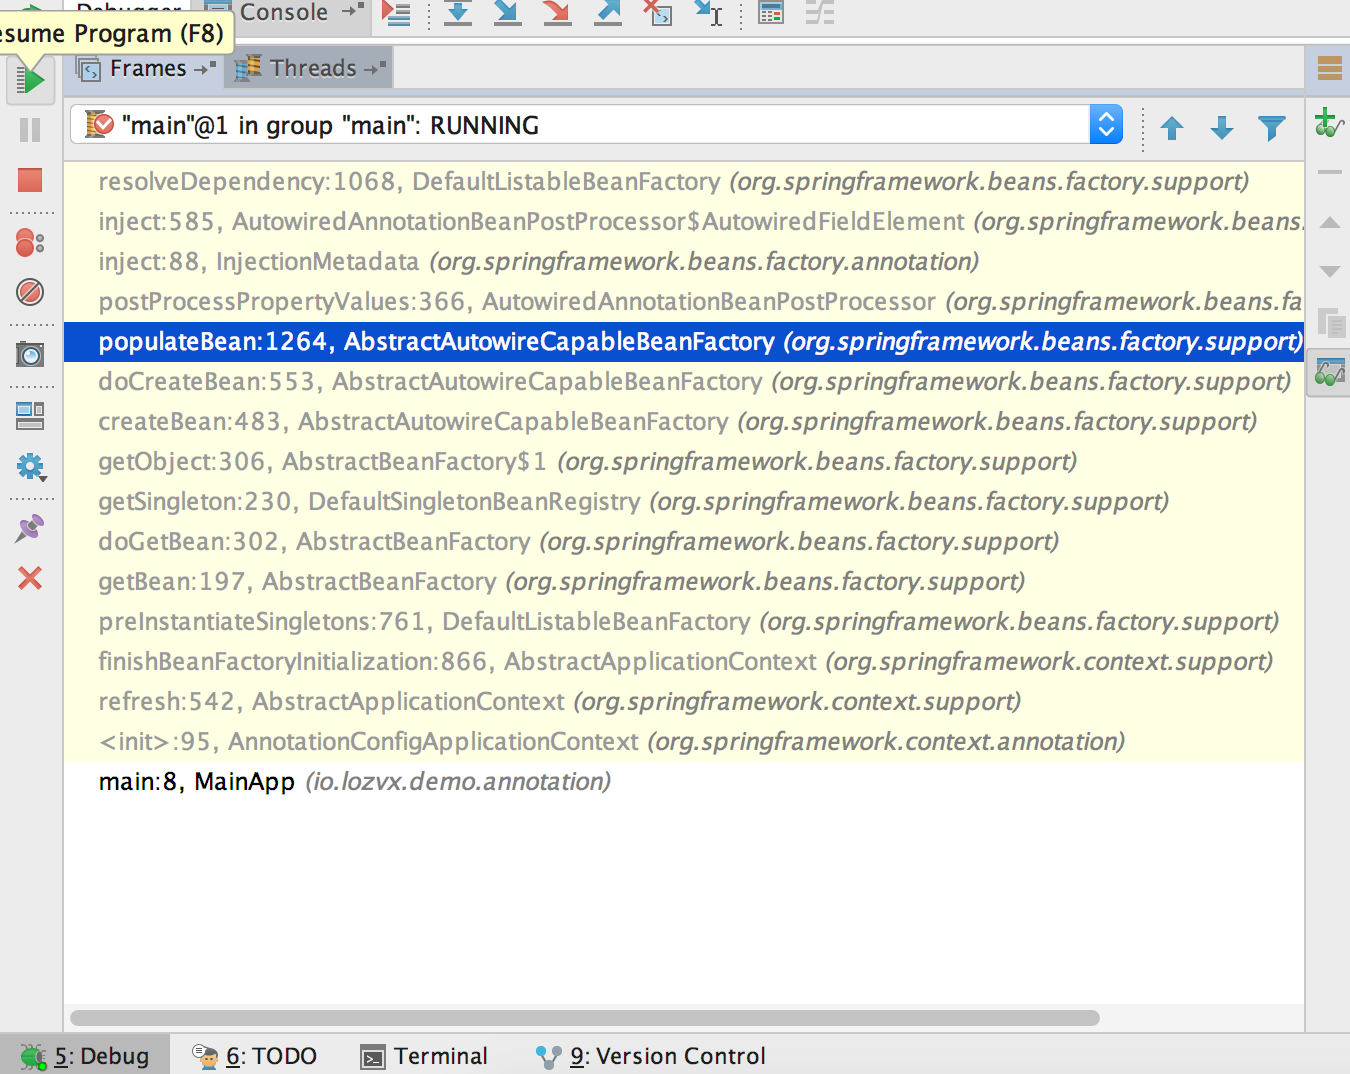 Debugger Console
esume Program (F8)
Frames Threads
"main"@1 in group "main": RUNNING
resolveDependency:1068, DefaultListableBeanFactory (org.springframework.beans.factory.support)
inject:585, AutowiredAnnotationBeanPostProcessor$AutowiredFieldElement (org.springframework.beans.
inject:88, InjectionMetadata (org.springframework.beans.factory.annotation)
postProcessPropertyValues:366, AutowiredAnnotationBeanPostProcessor (org.springframework.beans.fa
populateBean:1264, AbstractAutowireCapableBeanFactory (org.springframework.beans.factory.support)
doCreateBean:553, AbstractAutowireCapableBeanFactory (org.springframework.beans.factory.support)
createBean:483, AbstractAutowireCapableBeanFactory (org.springframework.beans.factory.support)
getObject:306, AbstractBeanFactory$1 (org.springframework.beans.factory.support)
getSingleton:230, DefaultSingletonBeanRegistry (org.springframework.beans.factory.support)
doGetBean:302, AbstractBeanFactory (org.springframework.beans.factory.support)
getBean:197, AbstractBeanFactory (org.springframework.beans.factory.support)
preInstantiateSingletons:761, DefaultListableBeanFactory (org.springframework.beans.factory.support)
finishBeanFactoryInitialization:866, AbstractApplicationContext (org.springframework.context.support)
refresh:542, AbstractApplicationContext (org.springframework.context.support)
<init>:95, AnnotationConfigApplicationContext (org.springframework.context.annotation)
main:8, MainApp (io.lozvx.demo.annotation)
5: Debug 6: TODO Terminal 9: Version Control